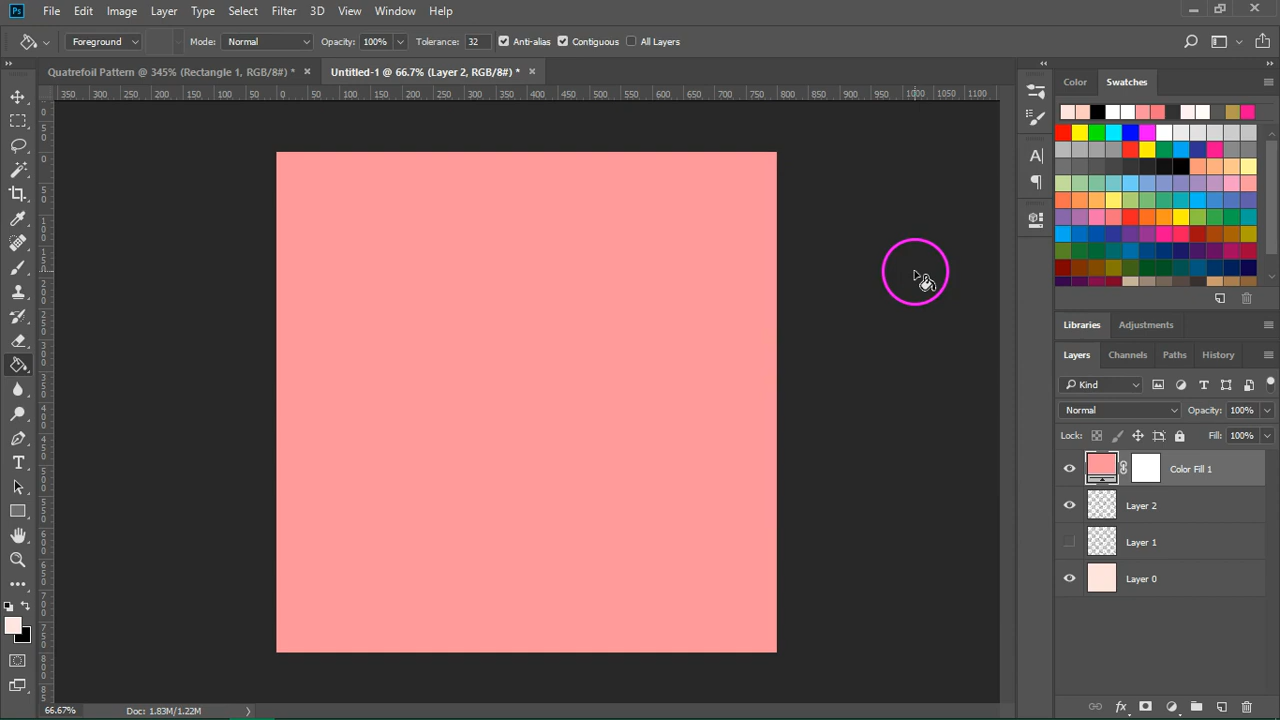 Ps File Edit Image Layer Type Select Filter 3D View Window Help
Foreground Mode: Normal Opacity: 100% Tolerance: 32 Anti-alias Contiguous All Layers
Quatrefoil Pattern @ 345% (Rectangle 1, RGB/8#) * × Untitled-1 @ 66.7% (Layer 2, RGB/8#) * ×
350 300 250 200 150 100 50 0 50 100 150 200 250 300 350 400 450 500 550 600 650 700 750 800 850 900 950 1000 1050 1100
Color Swatches
Libraries Adjustments
Layers Channels Paths History
Kind
Normal Opacity: 100%
Lock: Fill: 100%
Color Fill 1
Layer 2
Layer 1
Layer 0
66.67% Doc: 1.83M/1.22M